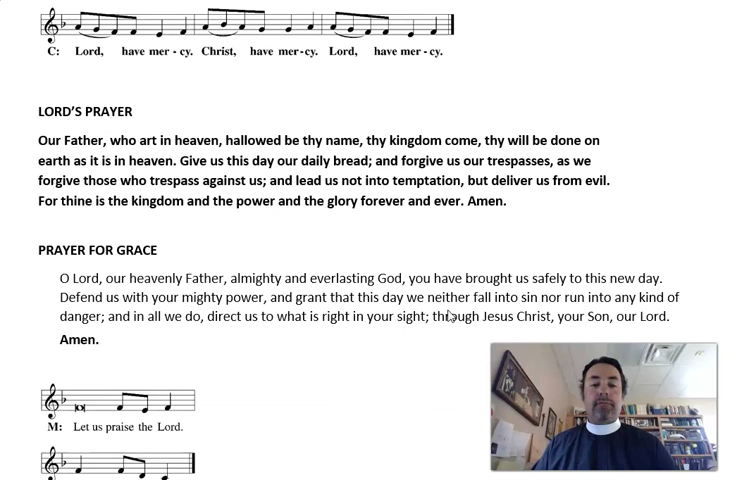 C: Lord, have mer - cy. Christ, have mer - cy. Lord, have mer - cy.
LORD'S PRAYER
Our Father, who art in heaven, hallowed be thy name, thy kingdom come, thy will be done on
earth as it is in heaven. Give us this day our daily bread; and forgive us our trespasses, as we
forgive those who trespass against us; and lead us not into temptation, but deliver us from evil.
For thine is the kingdom and the power and the glory forever and ever. Amen.
PRAYER FOR GRACE
O Lord, our heavenly Father, almighty and everlasting God, you have brought us safely to this new day.
Defend us with your mighty power, and grant that this day we neither fall into sin nor run into any kind of
danger; and in all we do, direct us to what is right in your sight; through Jesus Christ, your Son, our Lord.
Amen.
M: Let us praise the Lord.